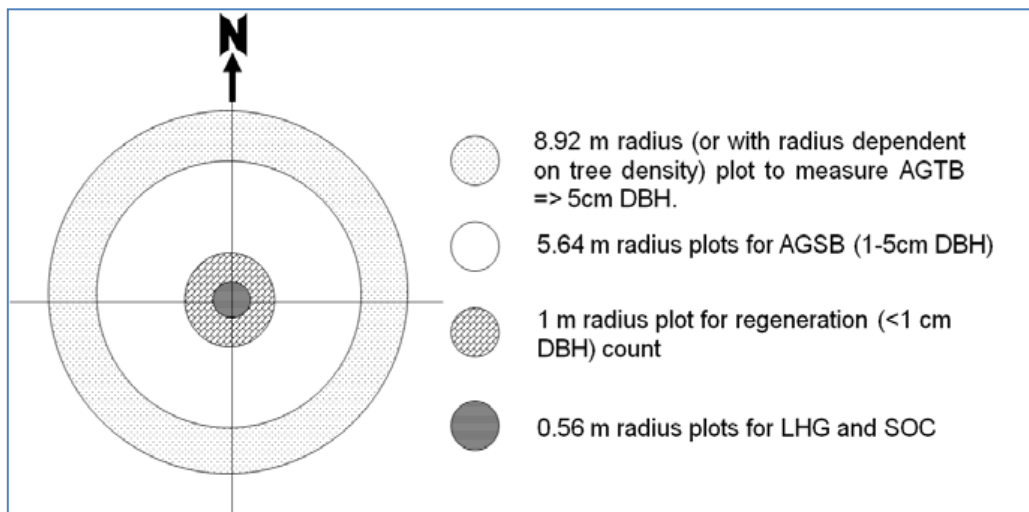 N
8.92 m radius (or with radius dependent
on tree density) plot to measure AGTB
=> 5cm DBH.
5.64 m radius plots for AGSB (1-5cm DBH)
1 m radius plot for regeneration (<1 cm
DBH) count
0.56 m radius plots for LHG and SOC